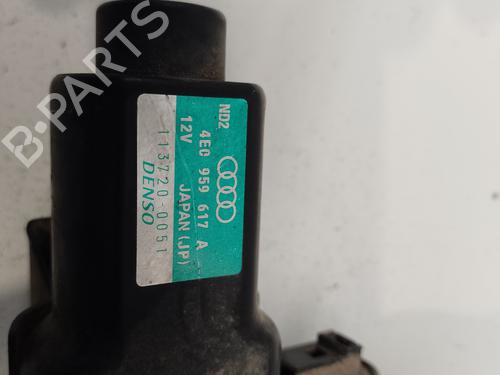 B-PARTS
ND2
4E0 959 617 A
12V JAPAN(JP)
113720-0051
DENSO